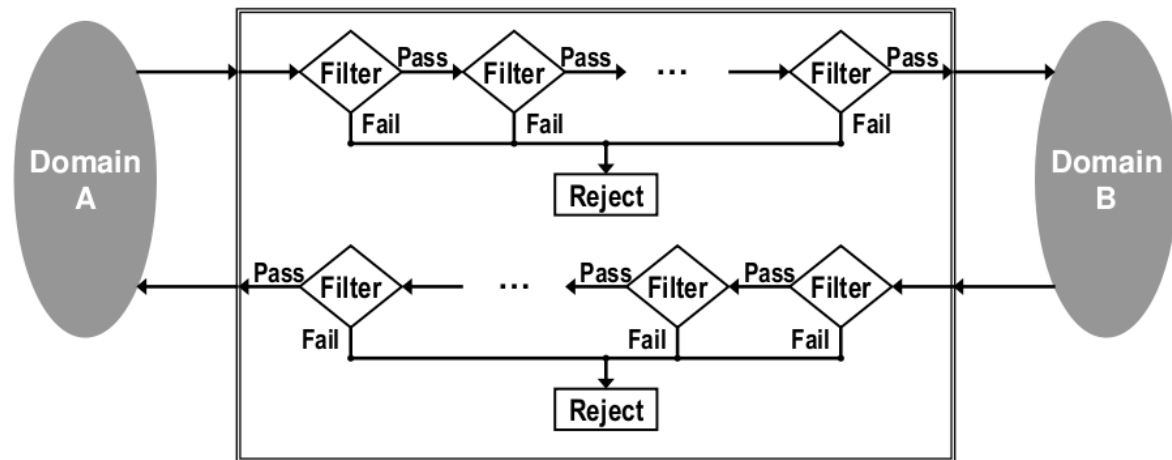 Pass
Pass
Pass
Filter
Filter
...
Filter
Fail
Fail
Fail
Domain
A
Domain
B
Reject
Pass
Pass
Pass
Filter
...
Filter
Filter
Fail
Fail
Fail
Reject